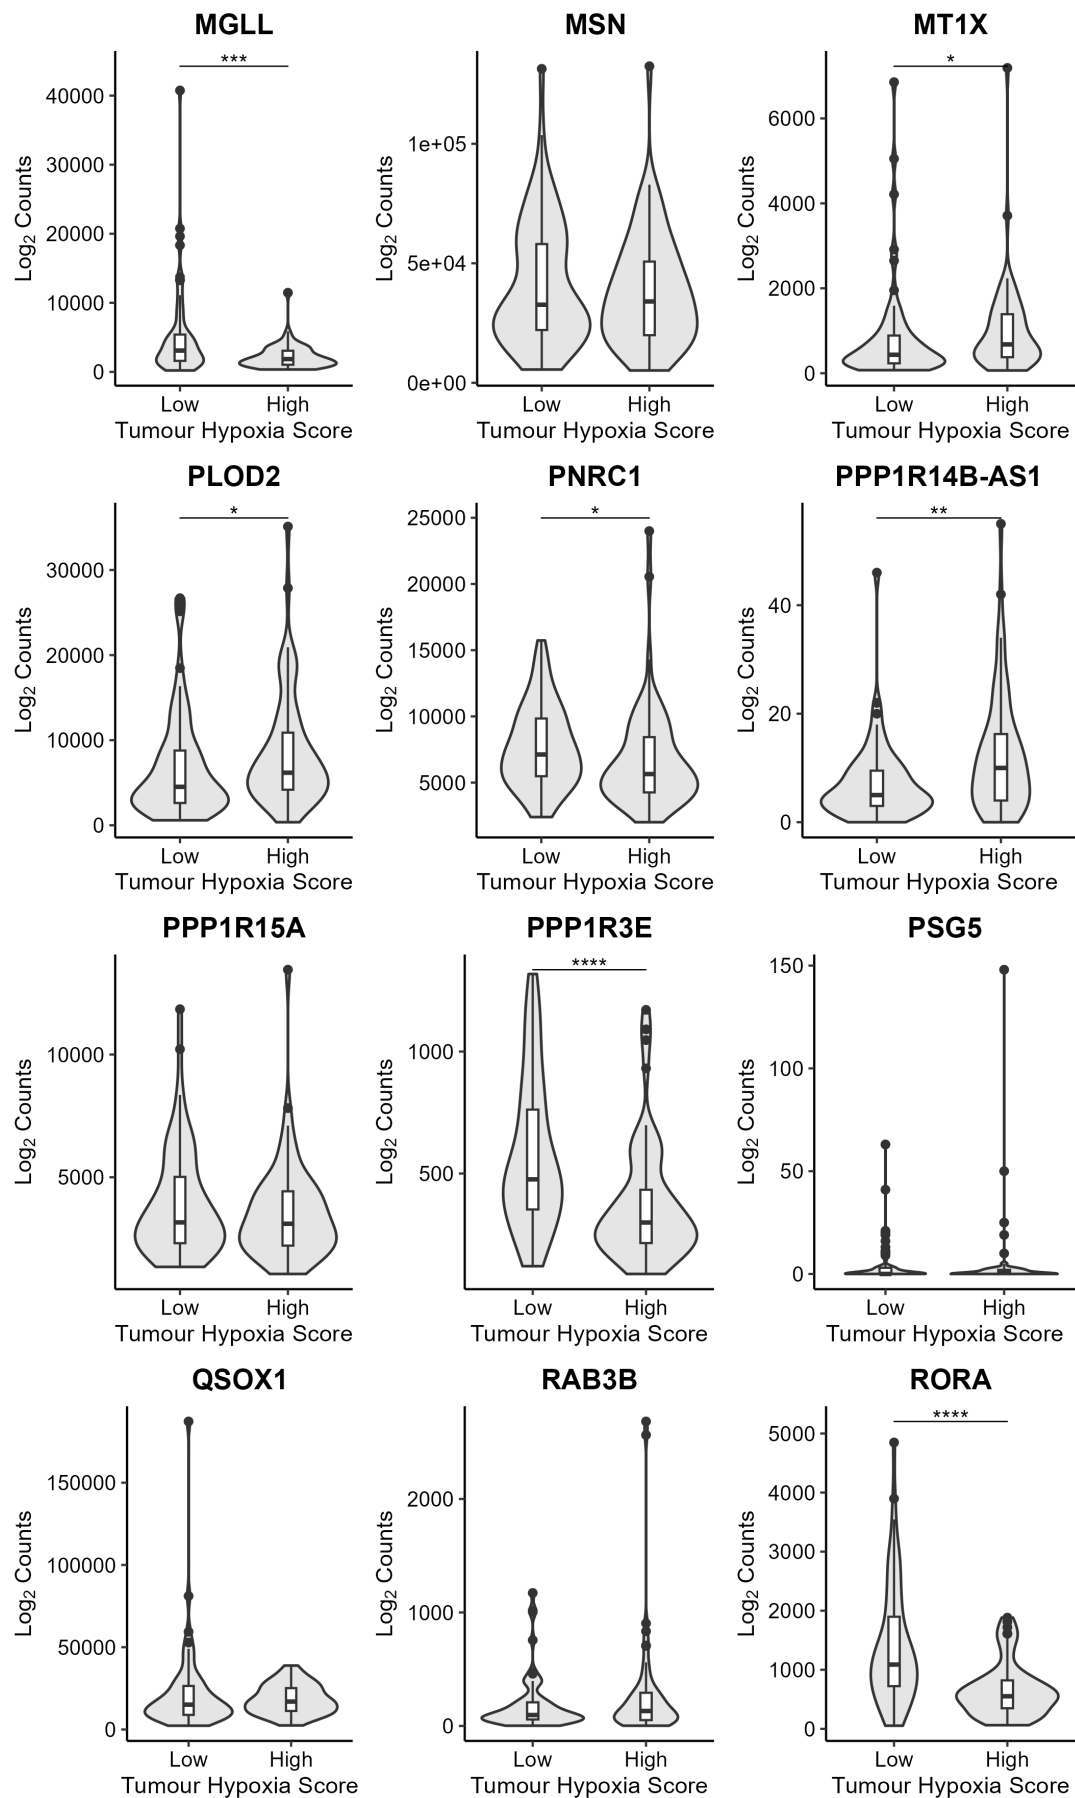 MGLL
***
Log2 Counts
40000
30000
20000
10000
0
Low High
Tumour Hypoxia Score
MSN
Log2 Counts
1e+05
5e+04
0e+00
Low High
Tumour Hypoxia Score
MT1X
*
Log2 Counts
6000
4000
2000
0
Low High
Tumour Hypoxia Score
PLOD2
*
Log2 Counts
30000
20000
10000
0
Low High
Tumour Hypoxia Score
PNRC1
*
Log2 Counts
25000
20000
15000
10000
5000
Low High
Tumour Hypoxia Score
PPP1R14B-AS1
**
Log2 Counts
40
20
0
Low High
Tumour Hypoxia Score
PPP1R15A
Log2 Counts
10000
5000
Low High
Tumour Hypoxia Score
PPP1R3E
****
Log2 Counts
1000
500
Low High
Tumour Hypoxia Score
PSG5
Log2 Counts
150
100
50
0
Low High
Tumour Hypoxia Score
QSOX1
Log2 Counts
150000
100000
50000
0
Low High
Tumour Hypoxia Score
RAB3B
Log2 Counts
2000
1000
0
Low High
Tumour Hypoxia Score
RORA
****
Log2 Counts
5000
4000
3000
2000
1000
0
Low High
Tumour Hypoxia Score